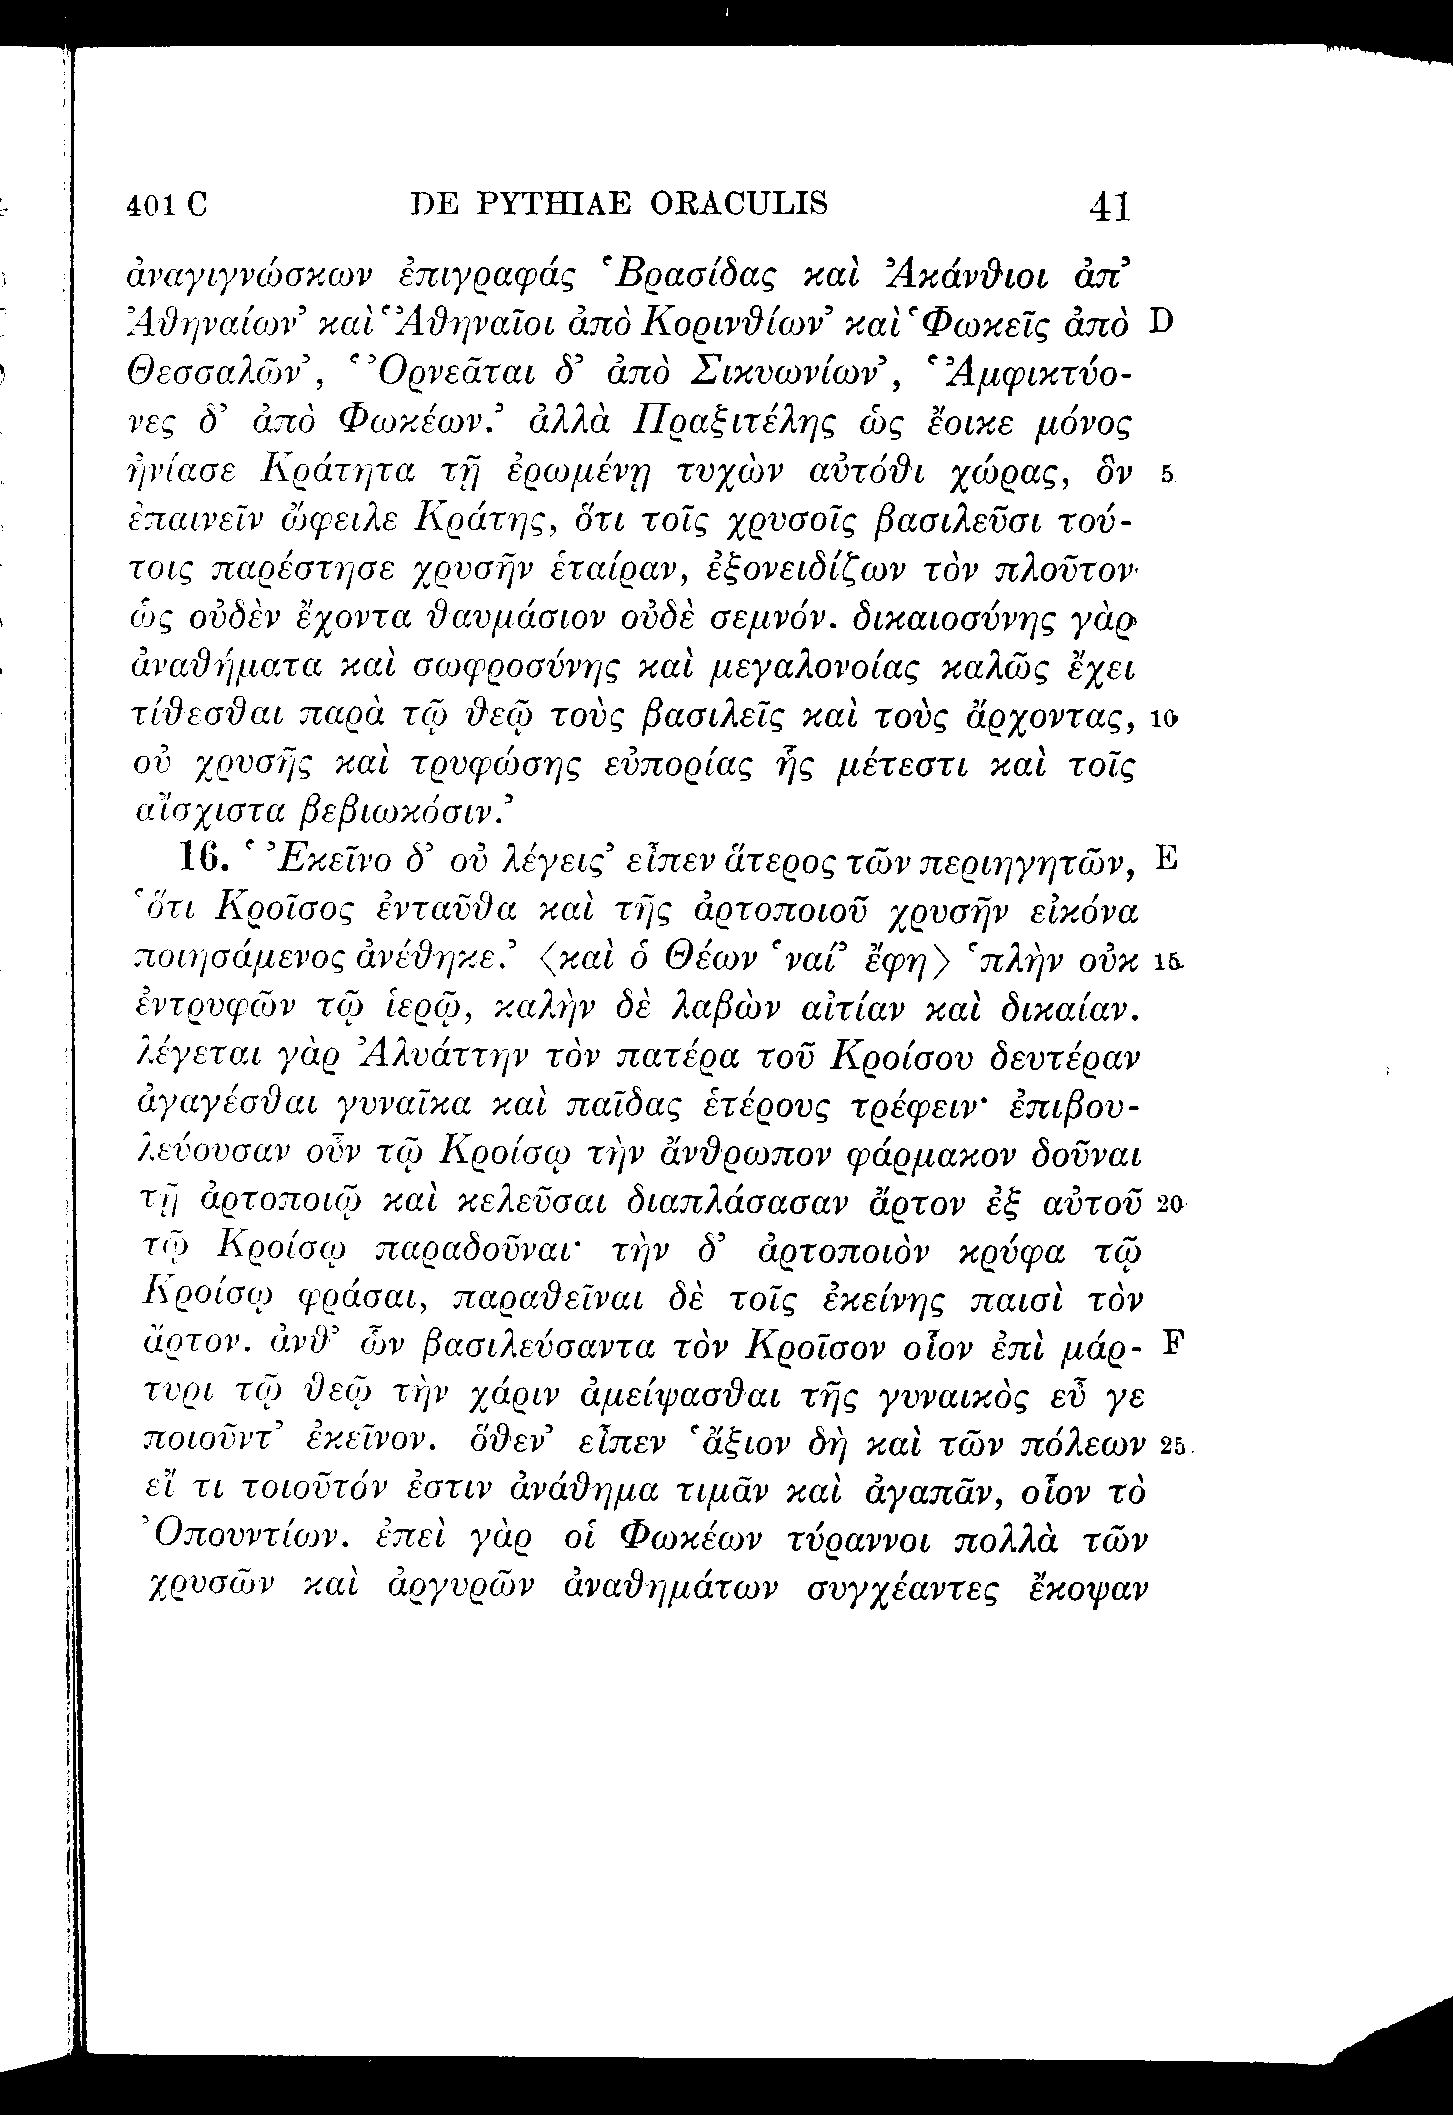 401 C DE PYTHIAE ORACULIS 41
ἀναγιγνώσκων ἐπιγραφάς ‘Βρασίδας καὶ Ἀκάνθιοι ἀπ’
Ἀθηναίων’ καὶ ‘Ἀθηναῖοι ἀπὸ Κορινθίων’ καὶ ‘Φωκεῖς ἀπὸ D
Θεσσαλῶν’, ‘Ὀρνεᾶται δ’ ἀπὸ Σικυωνίων’, ‘Ἀμφικτύο-
νες δ’ ἀπὸ Φωκέων.’ ἀλλὰ Πραξιτέλης ὡς ἔοικε μόνος
ἠνίασε Κράτητα τῇ ἐρωμένῃ τυχὼν αὐτόθι χώρας, ὃν 5
ἐπαινεῖν ὤφειλε Κράτης, ὅτι τοῖς χρυσοῖς βασιλεῦσι τού-
τοις παρέστησε χρυσῆν ἑταίραν, ἐξονειδίζων τὸν πλοῦτον
ὡς οὐδὲν ἔχοντα θαυμάσιον οὐδὲ σεμνόν. δικαιοσύνης γὰρ
ἀναθήματα καὶ σωφροσύνης καὶ μεγαλονοίας καλῶς ἔχει
τίθεσθαι παρὰ τῷ θεῷ τοὺς βασιλεῖς καὶ τοὺς ἄρχοντας, 10
οὐ χρυσῆς καὶ τρυφώσης εὐπορίας ἧς μέτεστι καὶ τοῖς
αἴσχιστα βεβιωκόσιν.’
16. ‘Ἐκεῖνο δ’ οὐ λέγεις’ εἶπεν ἅτερος τῶν περιηγητῶν, E
‘ὅτι Κροῖσος ἐνταῦθα καὶ τῆς ἀρτοποιοῦ χρυσῆν εἰκόνα
ποιησάμενος ἀνέθηκε.’ ⟨καὶ ὁ Θέων ‘ναί’ ἔφη⟩ ‘πλὴν οὐκ 15
ἐντρυφῶν τῷ ἱερῷ, καλὴν δὲ λαβὼν αἰτίαν καὶ δικαίαν.
λέγεται γὰρ Ἀλυάττην τὸν πατέρα τοῦ Κροίσου δευτέραν
ἀγαγέσθαι γυναῖκα καὶ παῖδας ἑτέρους τρέφειν· ἐπιβου-
λεύουσαν οὖν τῷ Κροίσῳ τὴν ἄνθρωπον φάρμακον δοῦναι
τῇ ἀρτοποιῷ καὶ κελεῦσαι διαπλάσασαν ἄρτον ἐξ αὐτοῦ 20
τῷ Κροίσῳ παραδοῦναι· τὴν δ’ ἀρτοποιὸν κρύφα τῷ
Κροίσῳ φράσαι, παραθεῖναι δὲ τοῖς ἐκείνης παισὶ τὸν
ἄρτον. ἀνθ’ ὧν βασιλεύσαντα τὸν Κροῖσον οἷον ἐπὶ μάρ- F
τυρι τῷ θεῷ τὴν χάριν ἀμείψασθαι τῆς γυναικὸς εὖ γε
ποιοῦντ’ ἐκεῖνον. ὅθεν’ εἶπεν ‘ἄξιον δὴ καὶ τῶν πόλεων 25
εἴ τι τοιοῦτόν ἐστιν ἀνάθημα τιμᾶν καὶ ἀγαπᾶν, οἷον τὸ
Ὀπουντίων. ἐπεὶ γὰρ οἱ Φωκέων τύραννοι πολλὰ τῶν
χρυσῶν καὶ ἀργυρῶν ἀναθημάτων συγχέαντες ἔκοψαν